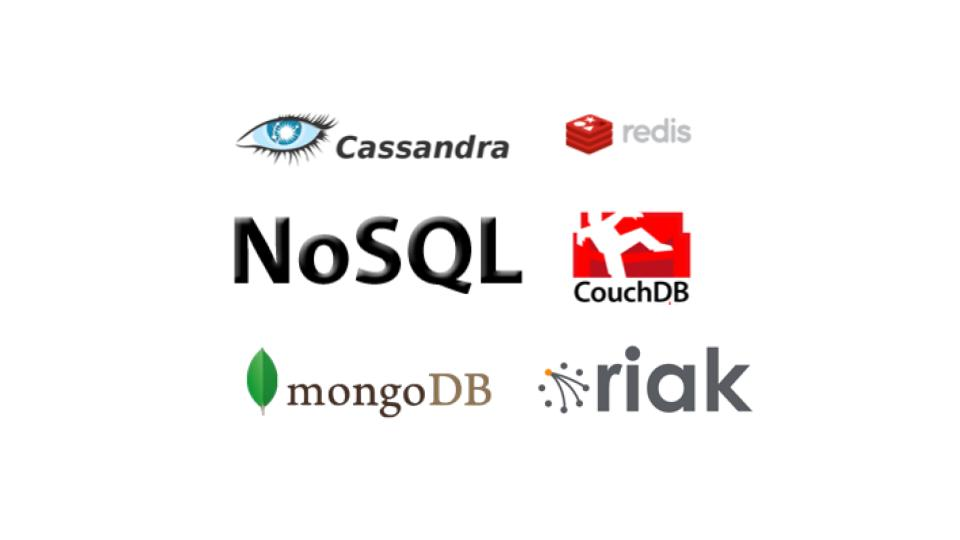 Cassandra
redis
NoSQL
CouchDB
mongoDB
riak